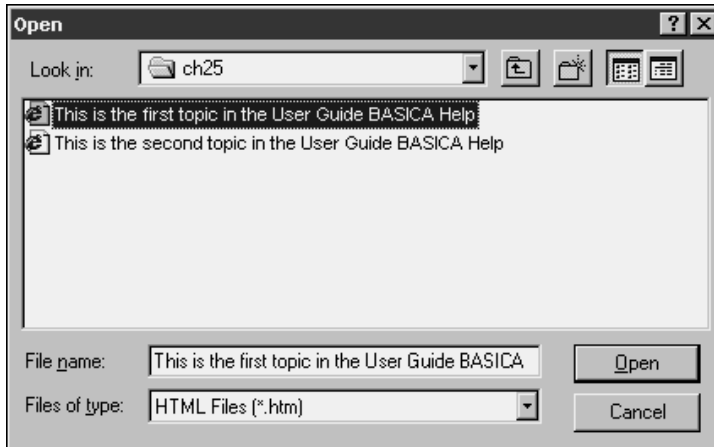 Open
Look in: ch25
This is the first topic in the User Guide BASICA Help
This is the second topic in the User Guide BASICA Help
File name: This is the first topic in the User Guide BASICA Open
Files of type: HTML Files (*.htm) Cancel